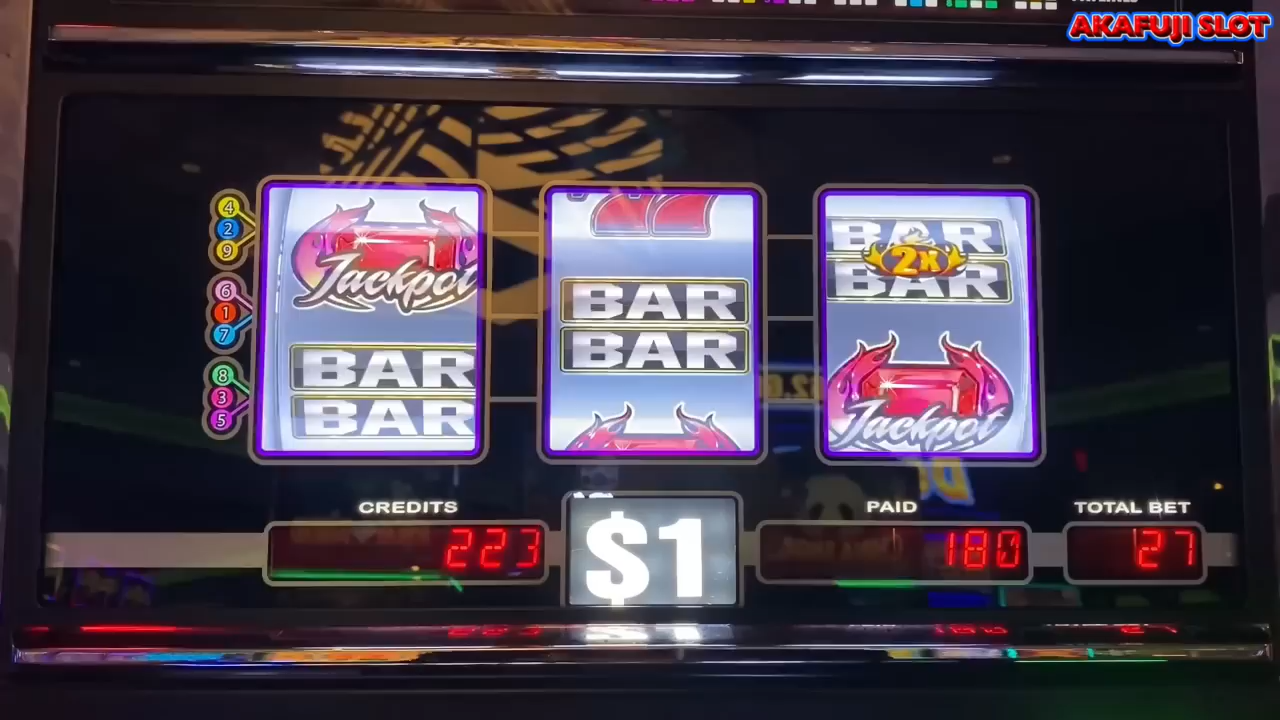 AKAFUJI SLOT
4
2
9
6
1
7
8
3
5
Jackpot
BAR
BAR
BAR
BAR
BAR
2X
BAR
Jackpot
CREDITS
223
$1
PAID
180
TOTAL BET
27